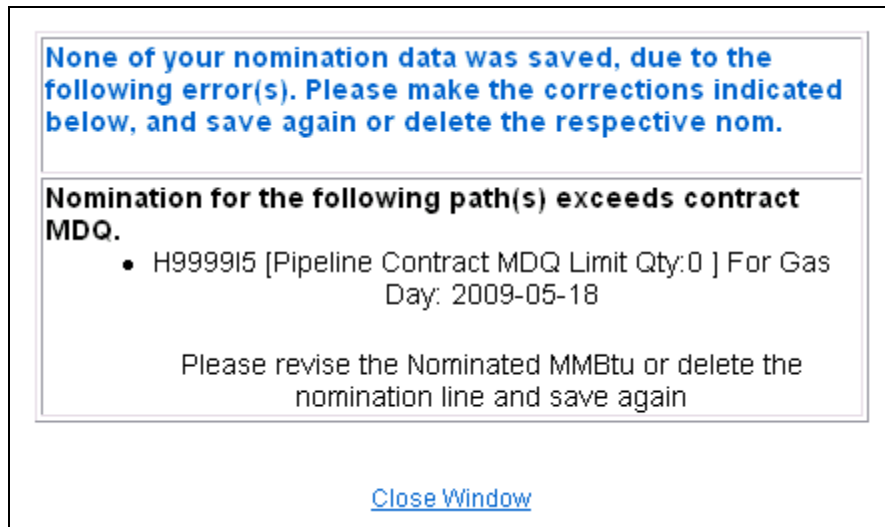 None of your nomination data was saved, due to the
following error(s). Please make the corrections indicated
below, and save again or delete the respective nom.
Nomination for the following path(s) exceeds contract
MDQ.
• H9999I5 [Pipeline Contract MDQ Limit Qty:0 ] For Gas
Day: 2009-05-18
Please revise the Nominated MMBtu or delete the
nomination line and save again
Close Window